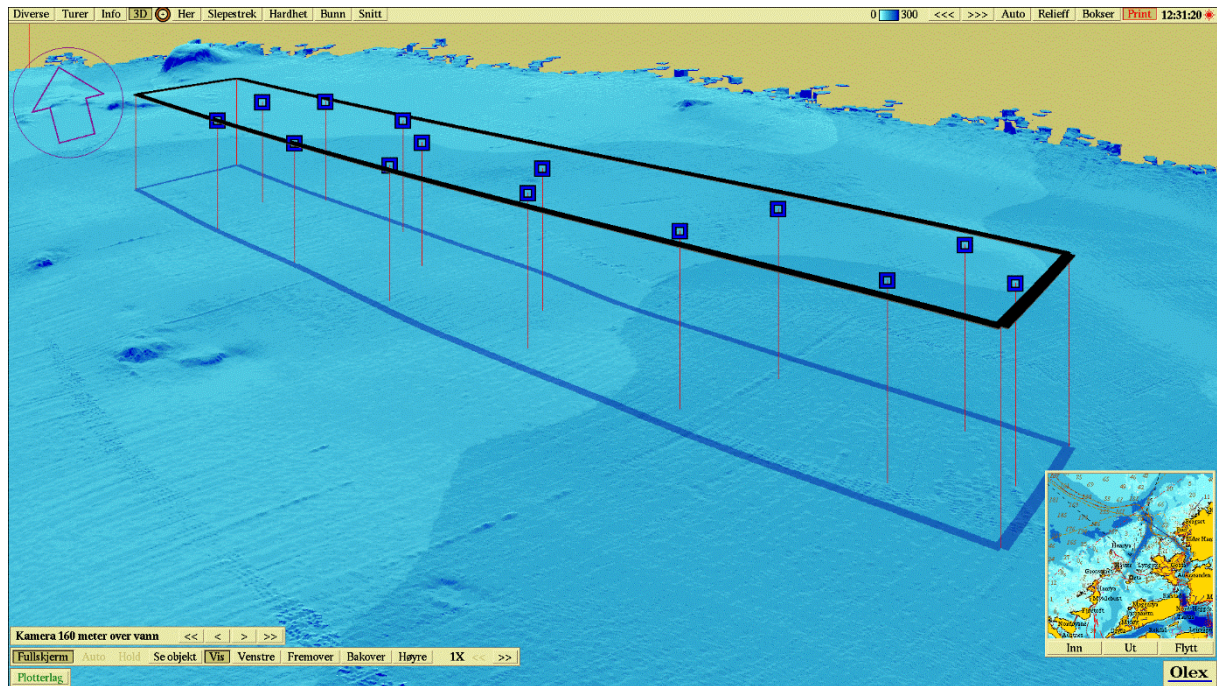 Diverse Turer Info 3D Her Slepestrek Hardhet Bunn Snitt 0 300 <<< >>> Auto Relieff Bokser Print 12:31:20
Kamera 160 meter over vann << < > >>
Fullskjerm Auto Hold Se objekt Vis Venstre Fremover Bakover Høyre 1X << >>
Plotterlag
Inn Ut Flytt
Olex